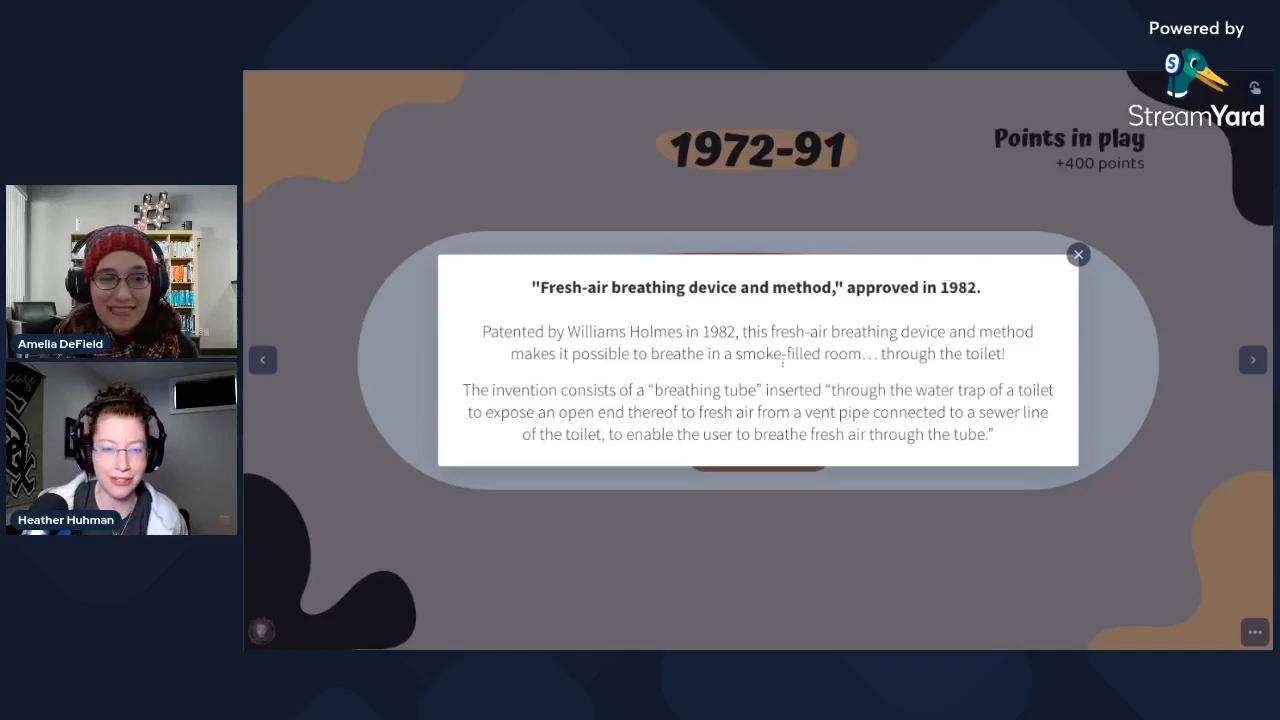 Powered by
StreamYard
1972-91
Points in play
+400 points
"Fresh-air breathing device and method," approved in 1982.
Patented by Williams Holmes in 1982, this fresh-air breathing device and method
makes it possible to breathe in a smoke-filled room… through the toilet!
The invention consists of a “breathing tube” inserted “through the water trap of a toilet
to expose an open end thereof to fresh air from a vent pipe connected to a sewer line
of the toilet, to enable the user to breathe fresh air through the tube.”
Amelia DeField
Heather Huhman